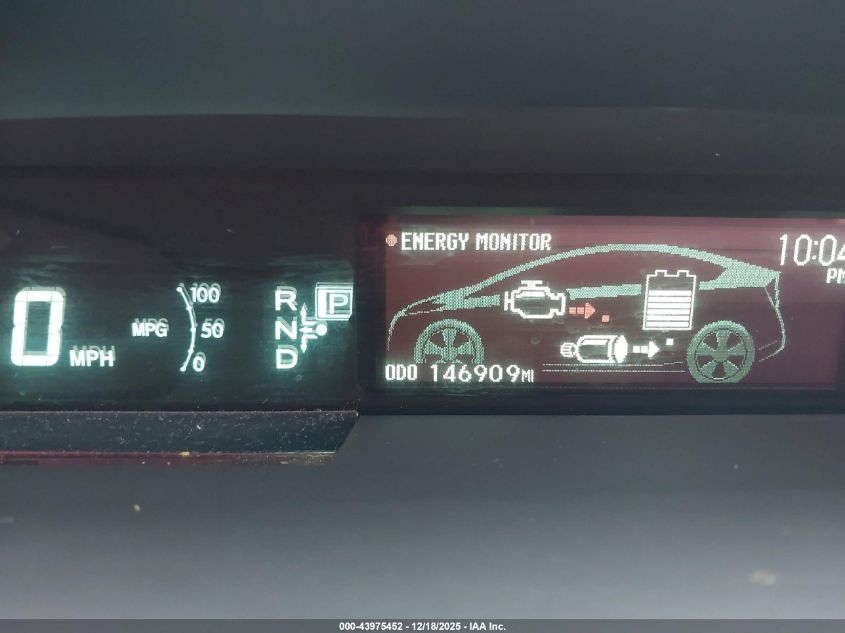 ENERGY MONITOR
10:04
PM
0 MPH
MPG
100
50
0
R
N
D
P
ODO 146909MI
000-43975452 - 12/18/2025 - IAA Inc.